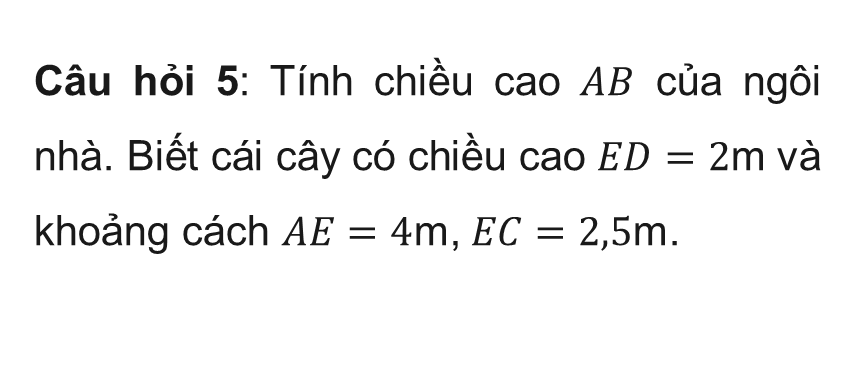 Câu hỏi 5: Tính chiều cao AB của ngôi
nhà. Biết cái cây có chiều cao ED = 2m và
khoảng cách AE = 4m, EC = 2,5m.